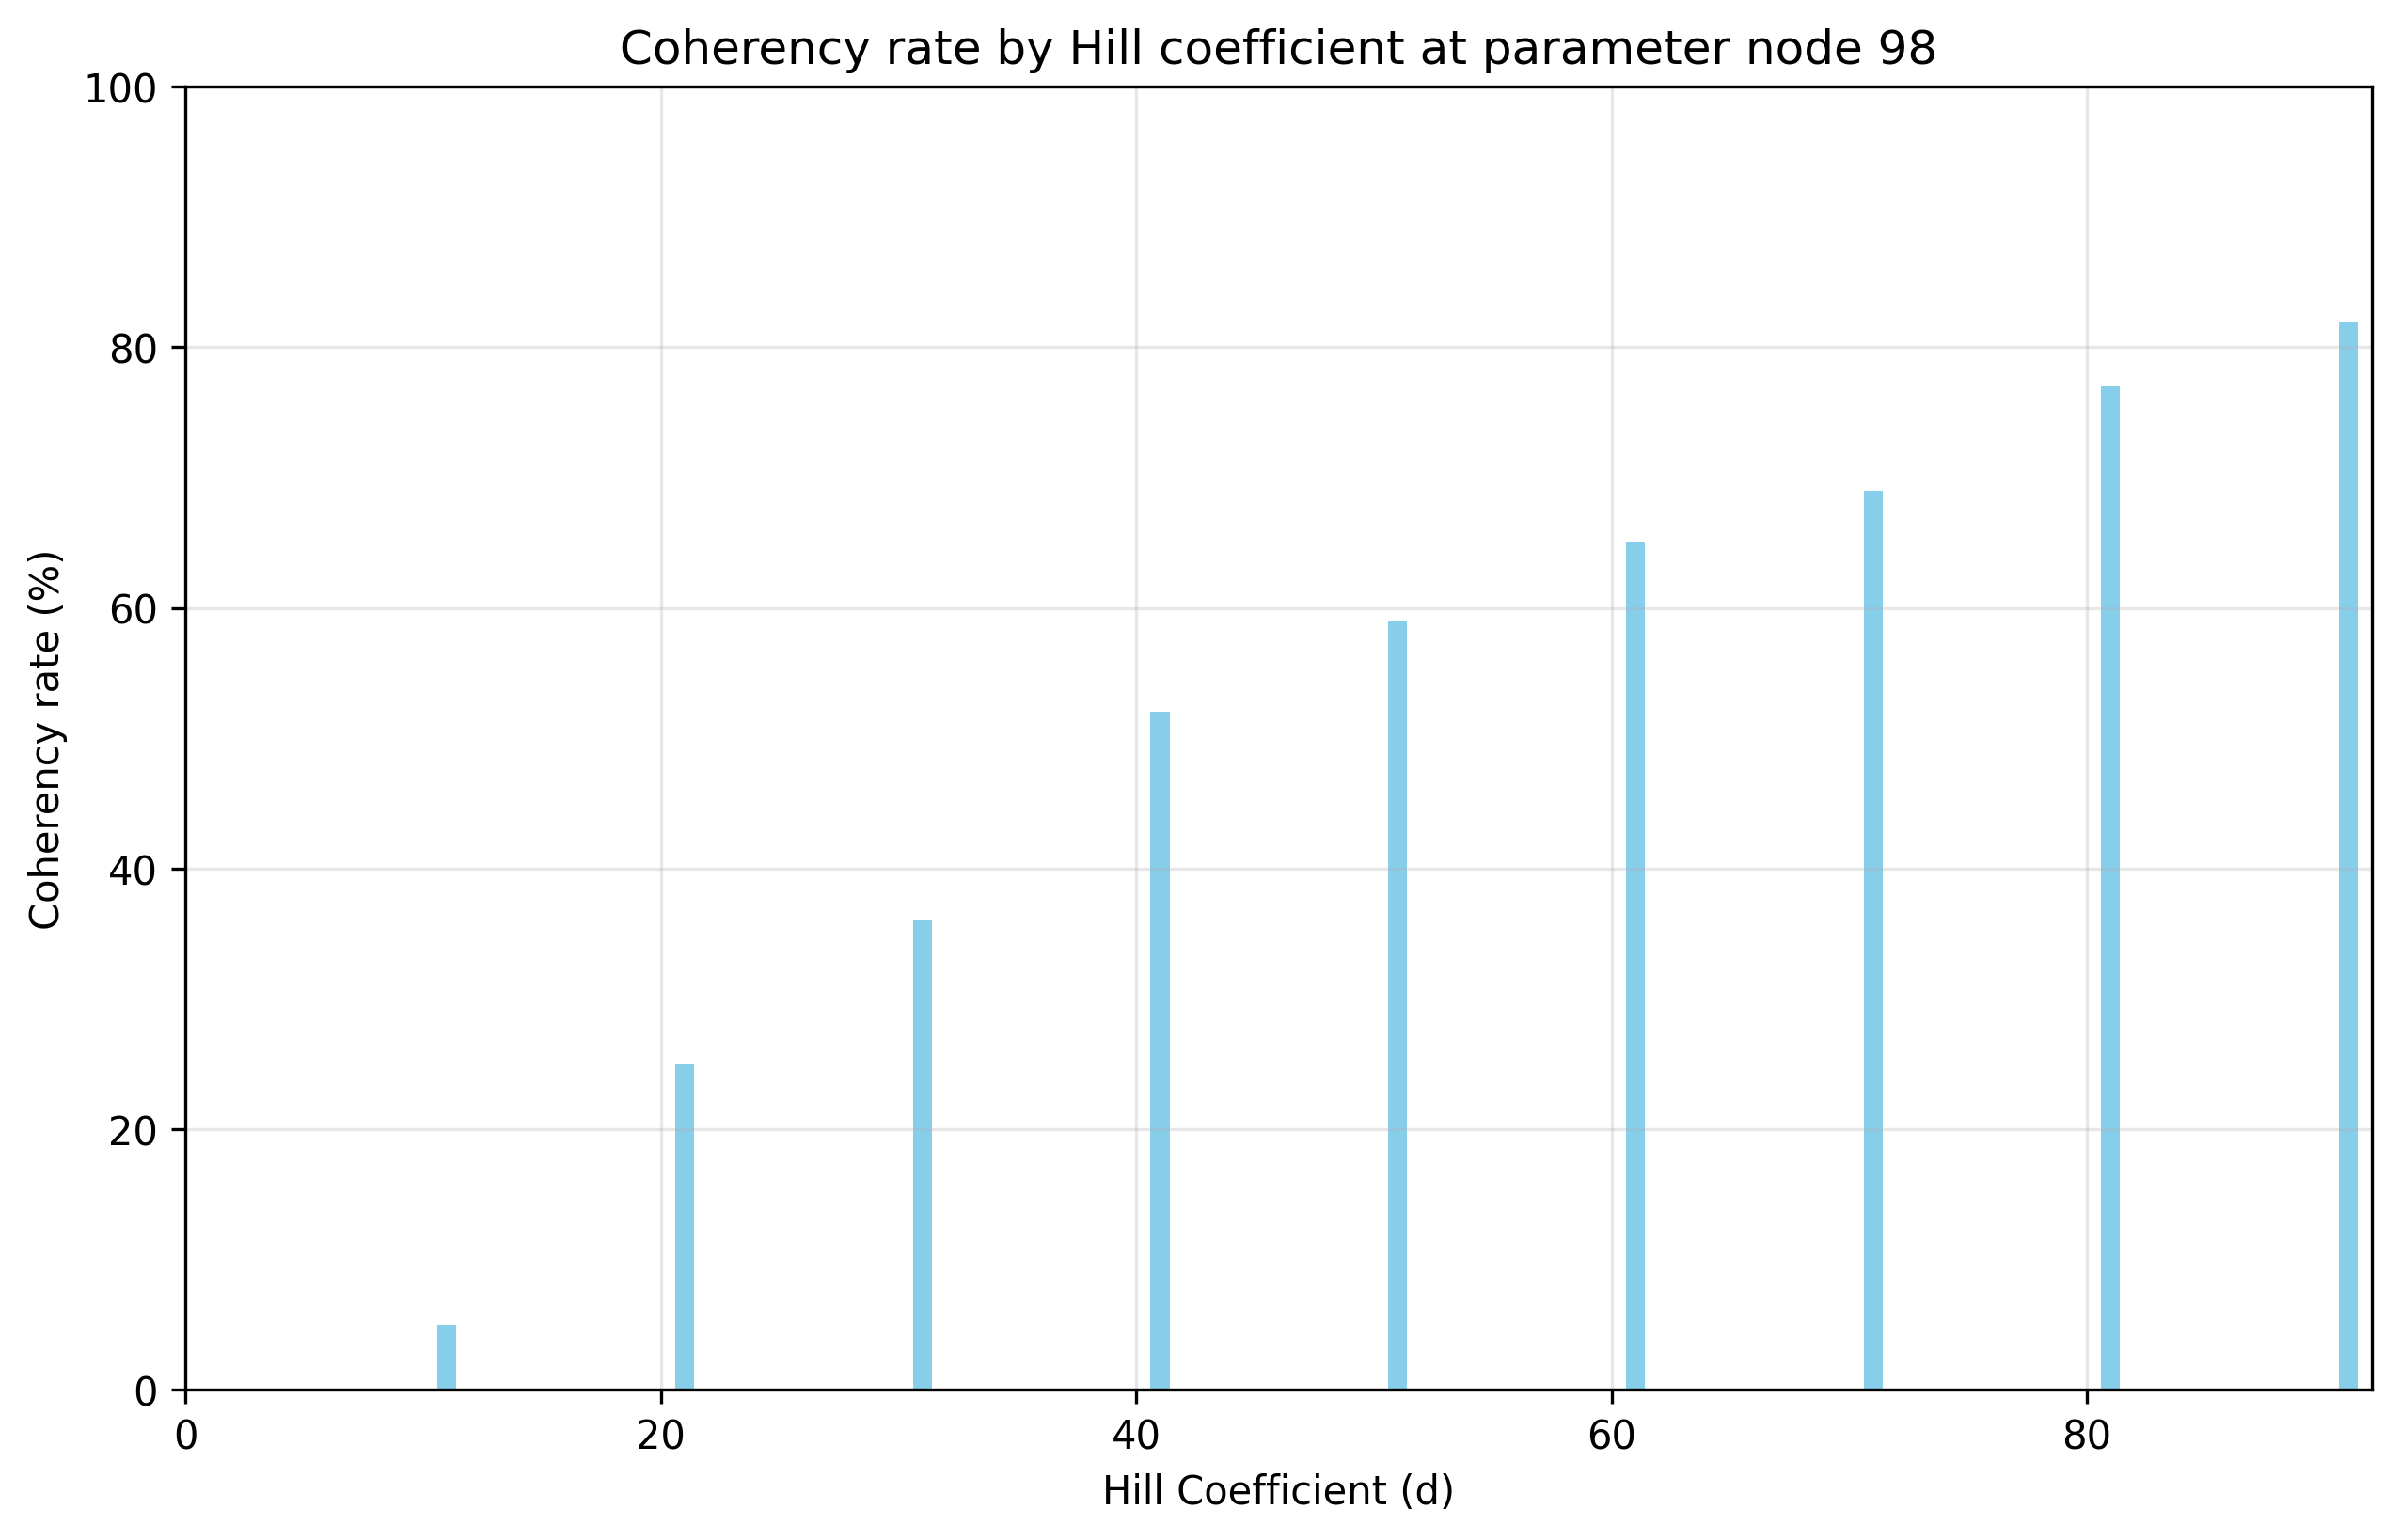 Coherency rate by Hill coefficient at parameter node 98
100
80
60
40
20
0
Coherency rate (%)
0 20 40 60 80
Hill Coefficient (d)